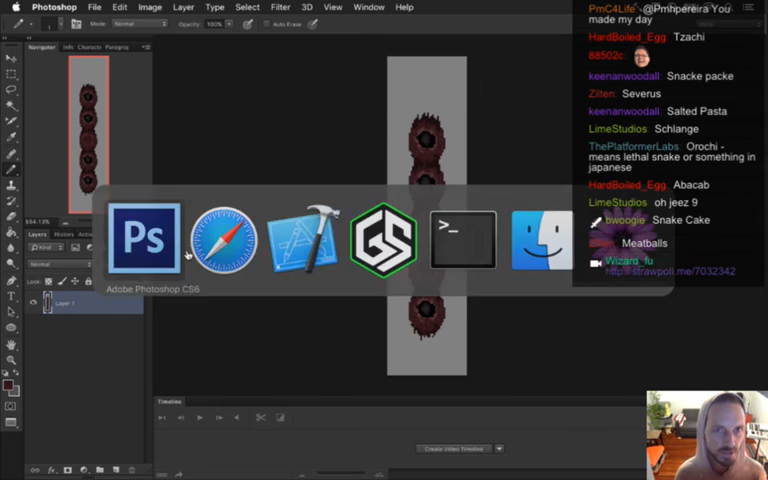 Photoshop File Edit Image Layer Type Select Filter 3D View Window Help
Mode: Normal Opacity: 100% Auto Erase
Navigator Info Characte Paragrap
Layers History
Kind
Normal
Lock:
Layer 1
Ps
GS
>_
Adobe Photoshop CS6
Timeline
Create Video Timeline
PmC4Life @Pmhpereira You
made my day
HardBoiled_Egg Tzachi
88502c
keenanwoodall Snacke packe
Zilten Severus
keenanwoodall Salted Pasta
LimeStudios Schlange
ThePlatformerLabs: Orochi -
means lethal snake or something in
japanese
HardBoiled_Egg Abacab
LimeStudios oh jeez 9
bwoogie Snake Cake
Meatballs
Wizard_fu
http://strawpoll.me/7032342